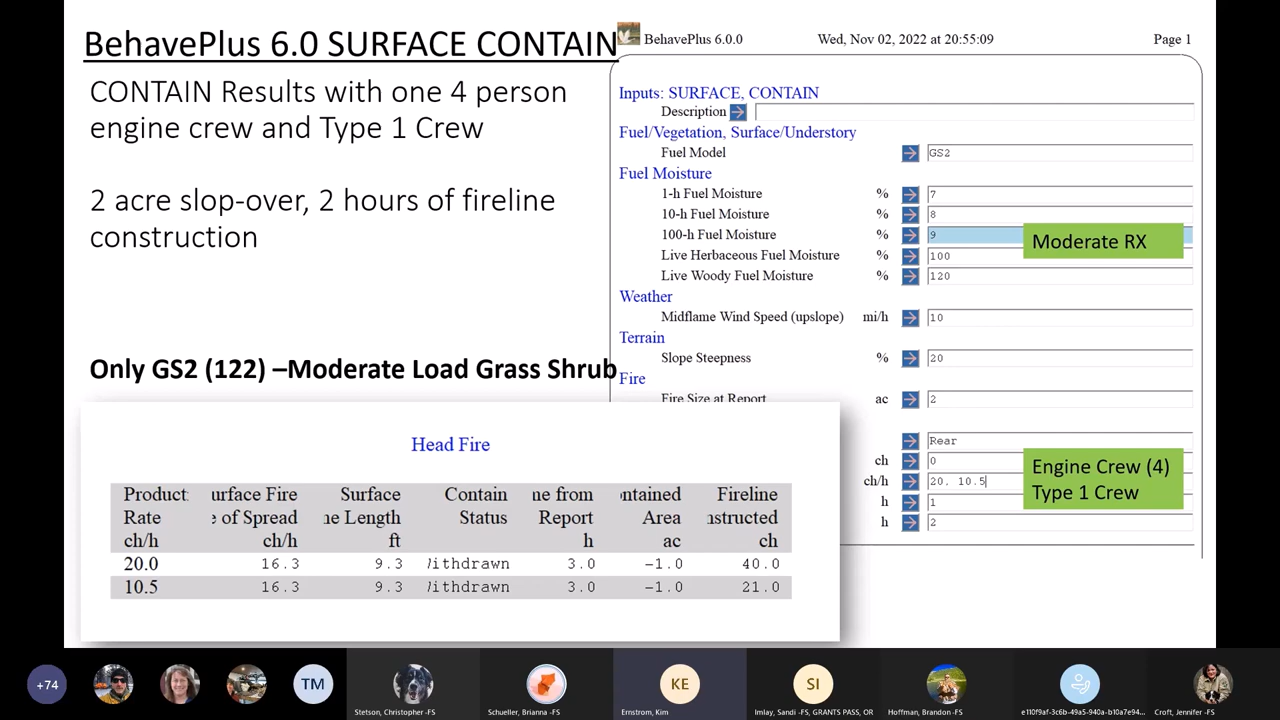 BehavePlus 6.0 SURFACE CONTAIN
CONTAIN Results with one 4 person
engine crew and Type 1 Crew
2 acre slop-over, 2 hours of fireline
construction
Only GS2 (122) –Moderate Load Grass Shrub
BehavePlus 6.0.0 Wed, Nov 02, 2022 at 20:55:09 Page 1
Inputs: SURFACE, CONTAIN
Description
Fuel/Vegetation, Surface/Understory
Fuel Model GS2
Fuel Moisture
1-h Fuel Moisture % 7
10-h Fuel Moisture % 8
100-h Fuel Moisture % 9
Moderate RX
Live Herbaceous Fuel Moisture % 100
Live Woody Fuel Moisture % 120
Weather
Midflame Wind Speed (upslope) mi/h 10
Terrain
Slope Steepness % 20
Fire
Fire Size at Report ac 2
Rear
ch 0
ch/h 20, 10.5
h 1
h 2
Engine Crew (4)
Type 1 Crew
Head Fire
Product urface Fire Surface Contain ne from ntained Fireline
Rate e of Spread ne Length Status Report Area nstructed
ch/h ch/h ft h ac ch
20.0 16.3 9.3 ithdrawn 3.0 -1.0 40.0
10.5 16.3 9.3 ithdrawn 3.0 -1.0 21.0
+74
TM
KE
SI
Stetson, Christopher -FS
Schueller, Brianna -FS
Ernstrom, Kim
Imlay, Sandi -FS, GRANTS PASS, OR
Hoffman, Brandon -FS
e110f9af-3c6b-49a5-940a-b10a7e94...
Croft, Jennifer -FS